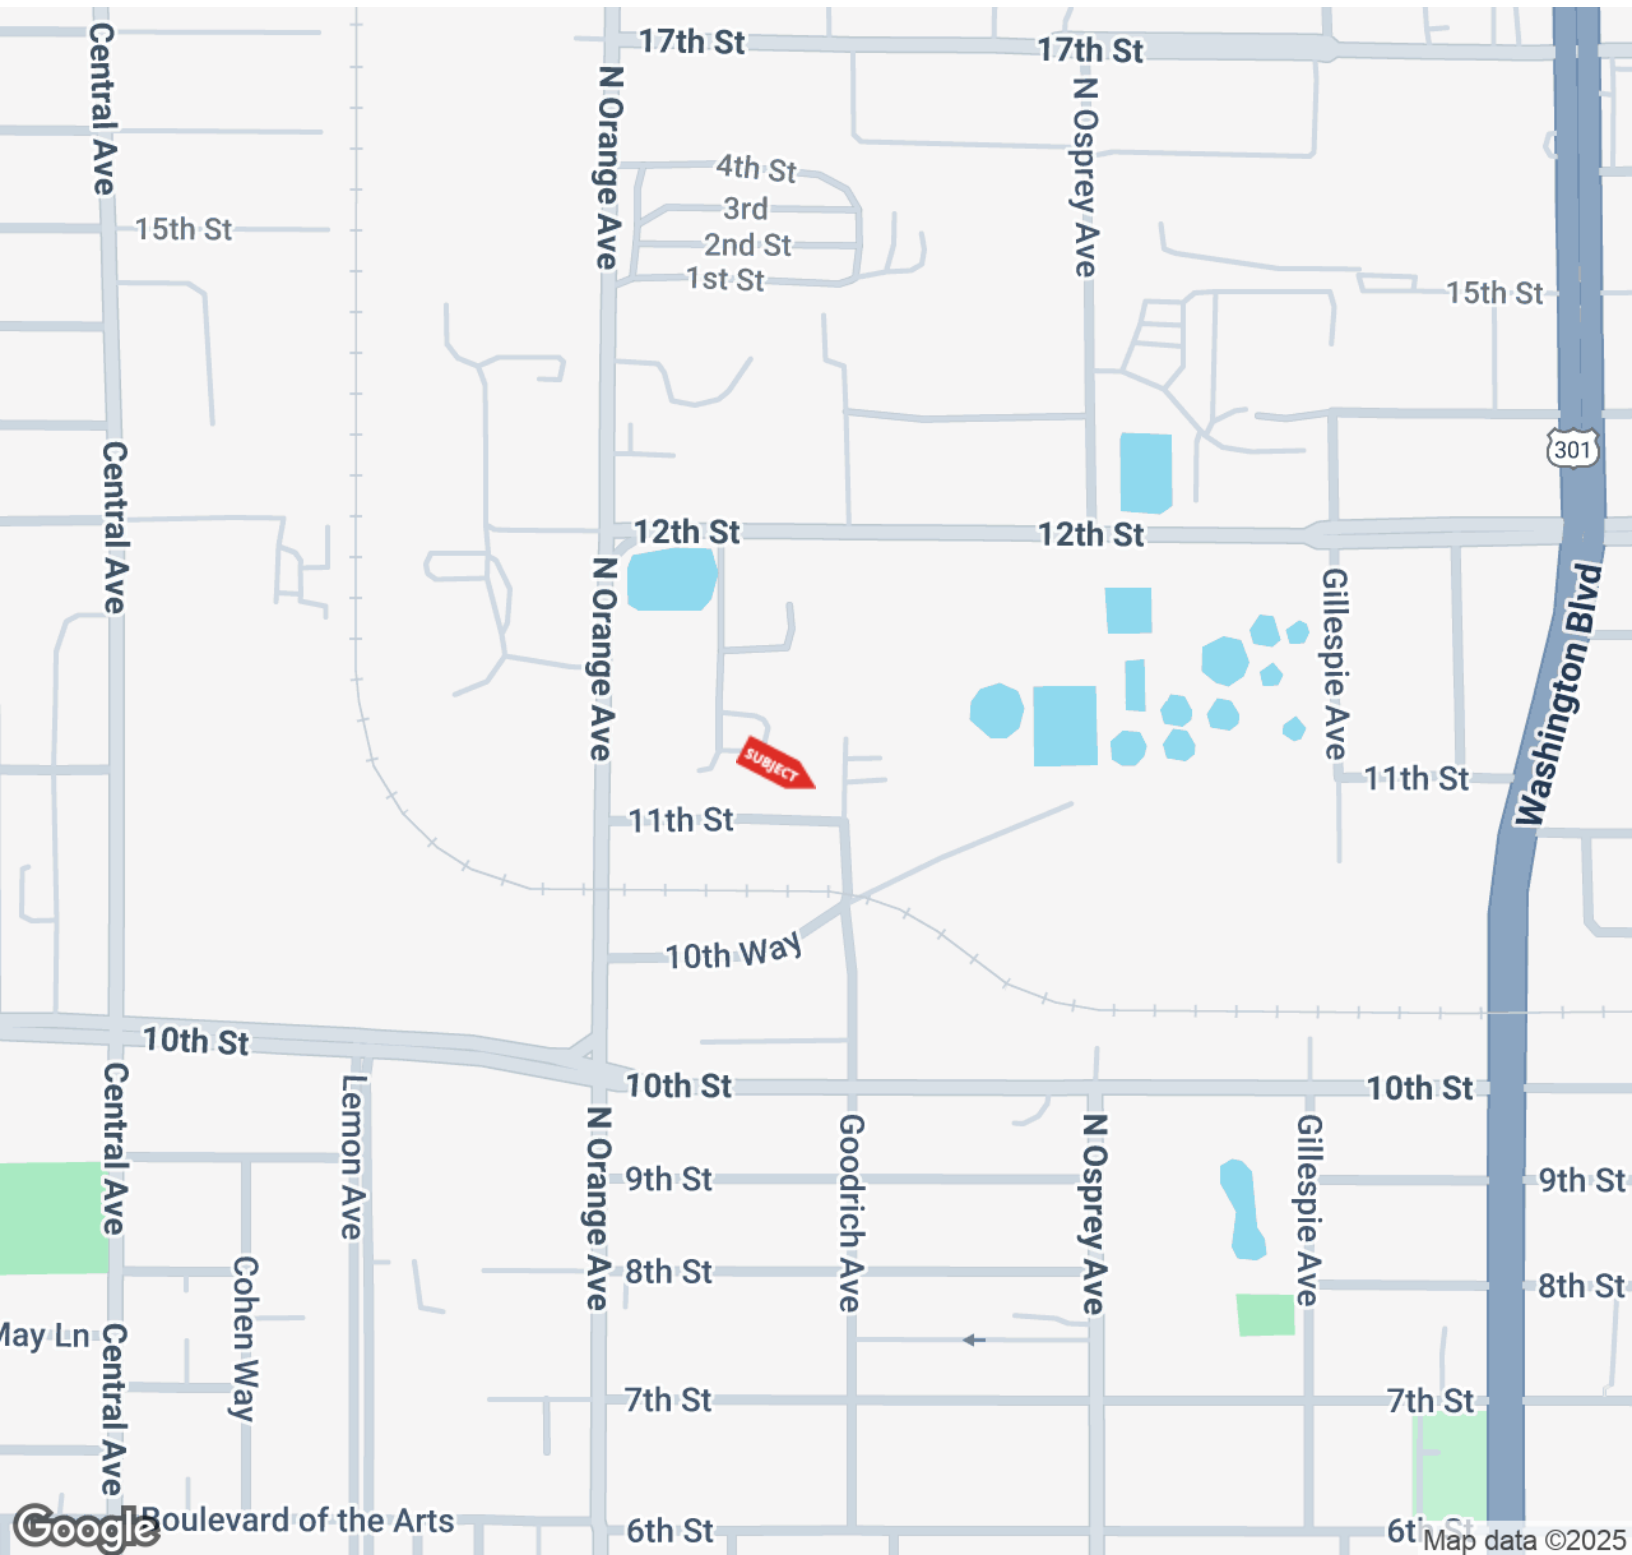 17th St
17th St
Central Ave
N Orange Ave
N Osprey Ave
4th St
3rd
2nd St
1st St
15th St
15th St
301
Central Ave
12th St
12th St
N Orange Ave
Gillespie Ave
Washington Blvd
SUBJECT
11th St
11th St
10th Way
10th St
10th St
10th St
Central Ave
Lemon Ave
N Orange Ave
Goodrich Ave
N Osprey Ave
Gillespie Ave
9th St
9th St
8th St
8th St
Cohen Way
May Ln
Central Ave
7th St
7th St
Google
Boulevard of the Arts
6th St
6th St
Map data ©2025